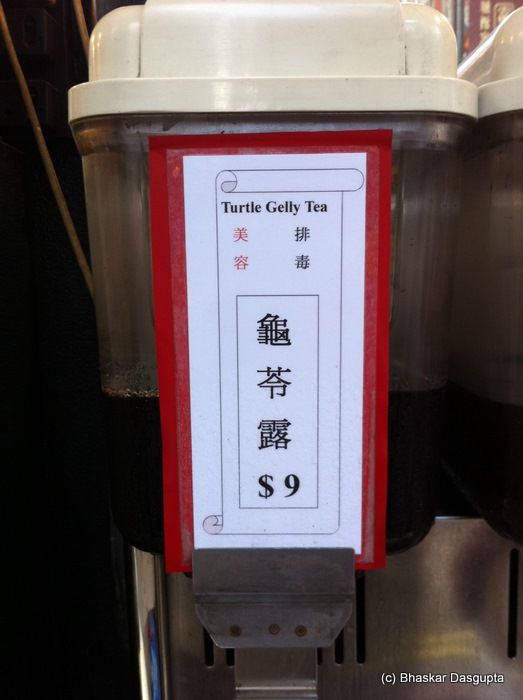 Turtle Gelly Tea
排毒
美容
龜苓露
$ 9
(c) Bhaskar Dasgupta